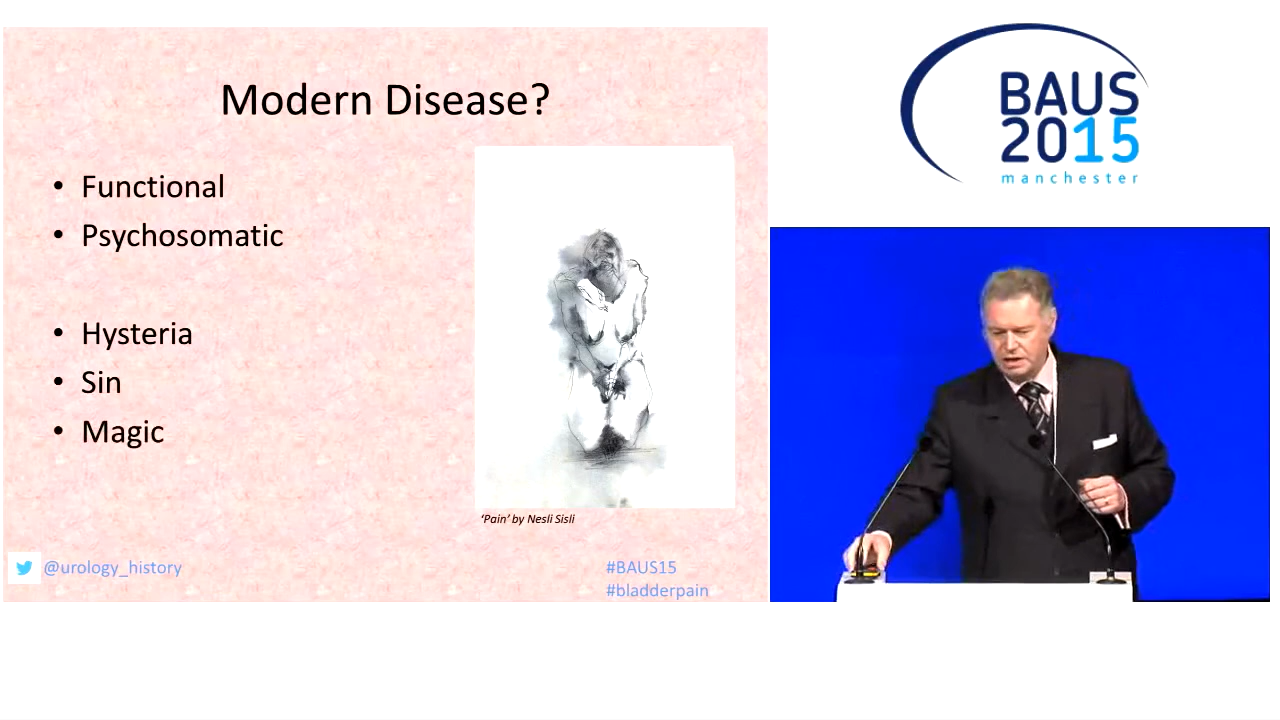 Modern Disease?
• Functional
• Psychosomatic
• Hysteria
• Sin
• Magic
'Pain' by Nesli Sisli
@urology_history
#BAUS15
#bladderpain
BAUS
2015
manchester